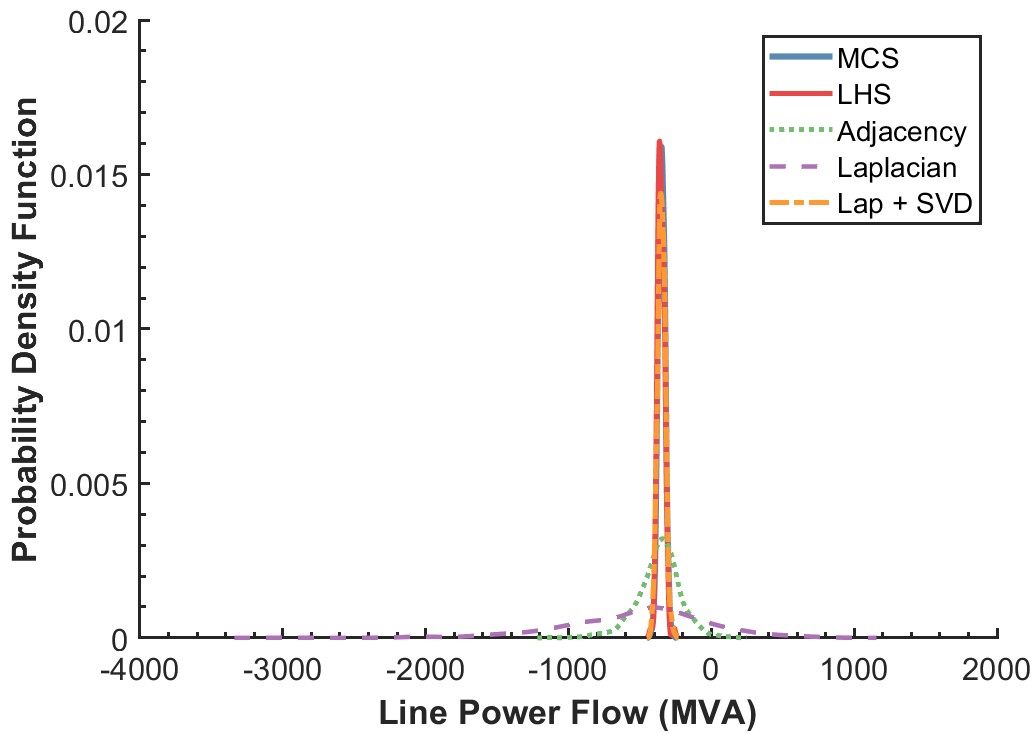 0.02
0.015
0.01
0.005
0
Probability Density Function
MCS
LHS
Adjacency
Laplacian
Lap + SVD
-4000 -3000 -2000 -1000 0 1000 2000
Line Power Flow (MVA)